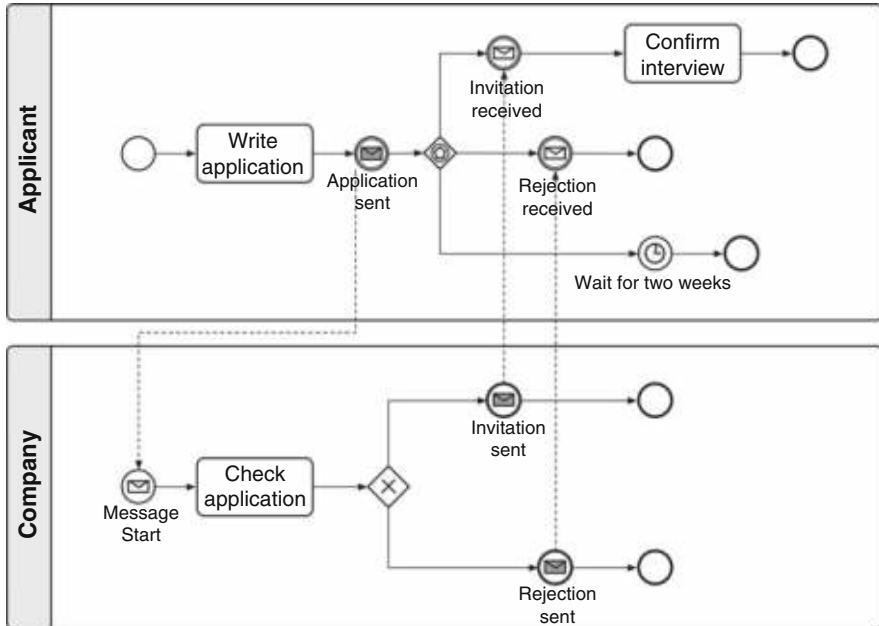 Applicant
Write
application
Application
sent
Invitation
received
Confirm
interview
Rejection
received
Wait for two weeks
Company
Message
Start
Check
application
Invitation
sent
Rejection
sent